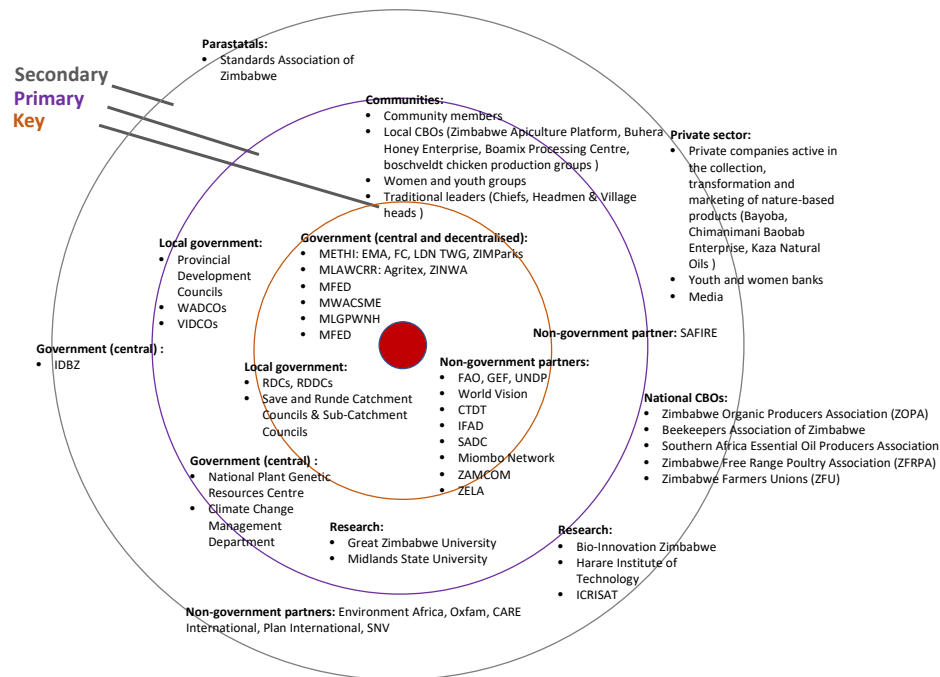 Parastatals:
• Standards Association of
Zimbabwe
Secondary
Primary
Key
Communities:
• Community members
• Local CBOs (Zimbabwe Apiculture Platform, Buhera
Honey Enterprise, Boamix Processing Centre,
boschveldt chicken production groups )
• Women and youth groups
• Traditional leaders (Chiefs, Headmen & Village
heads )
Private sector:
• Private companies active in
the collection,
transformation and
marketing of nature-based
products (Bayoba,
Chimanimani Baobab
Enterprise, Kaza Natural
Oils )
• Youth and women banks
• Media
Local government:
• Provincial
Development
Councils
• WADCOs
• VIDCOs
Government (central and decentralised):
• METHI: EMA, FC, LDN TWG, ZIMParks
• MLAWCRR: Agritex, ZINWA
• MFED
• MWACSME
• MLGPWNH
• MFED
Non-government partner: SAFIRE
Government (central) :
• IDBZ
Local government:
• RDCs, RDDCs
• Save and Runde Catchment
Councils & Sub-Catchment
Councils
Non-government partners:
• FAO, GEF, UNDP
• World Vision
• CTDT
• IFAD
• SADC
• Miombo Network
• ZAMCOM
• ZELA
National CBOs:
• Zimbabwe Organic Producers Association (ZOPA)
• Beekeepers Association of Zimbabwe
• Southern Africa Essential Oil Producers Association
• Zimbabwe Free Range Poultry Association (ZFRPA)
• Zimbabwe Farmers Unions (ZFU)
Government (central) :
• National Plant Genetic
Resources Centre
• Climate Change
Management
Department
Research:
• Great Zimbabwe University
• Midlands State University
Research:
• Bio-Innovation Zimbabwe
• Harare Institute of
Technology
• ICRISAT
Non-government partners: Environment Africa, Oxfam, CARE
International, Plan International, SNV